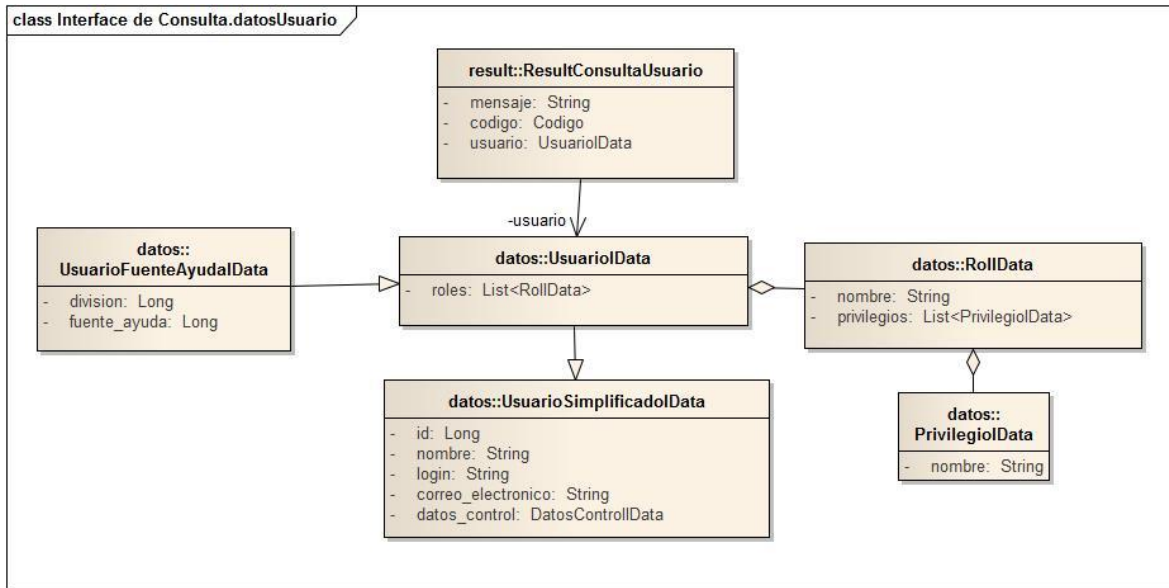 class Interface de Consulta.datosUsuario
result::ResultConsultaUsuario
- mensaje: String
- codigo: Codigo
- usuario: UsuarioIData
-usuario
datos::
UsuarioFuenteAyudaIData
- division: Long
- fuente_ayuda: Long
datos::UsuarioIData
- roles: List<RolIData>
datos::RolIData
- nombre: String
- privilegios: List<PrivilegioIData>
datos::UsuarioSimplificadoIData
- id: Long
- nombre: String
- login: String
- correo_electronico: String
- datos_control: DatosControlIData
datos::
PrivilegioIData
- nombre: String